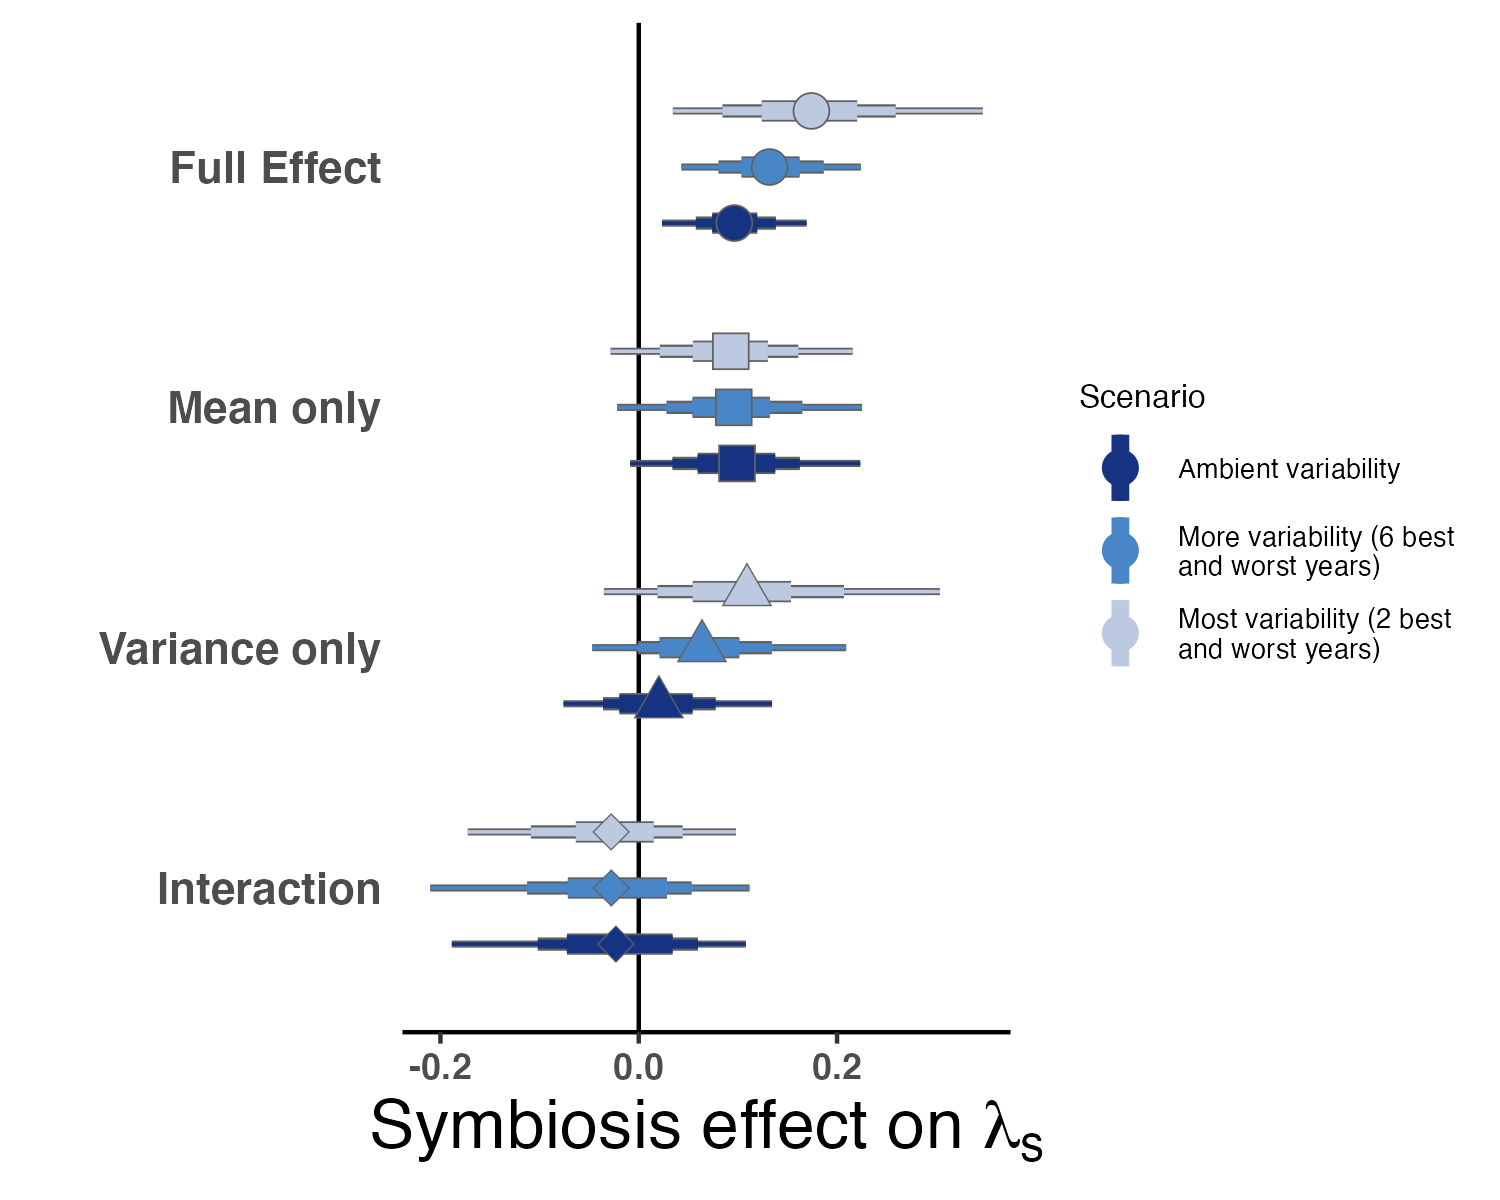 Full Effect
Mean only
Variance only
Interaction
-0.2 0.0 0.2
Symbiosis effect on λs
Scenario
Ambient variability
More variability (6 best
and worst years)
Most variability (2 best
and worst years)